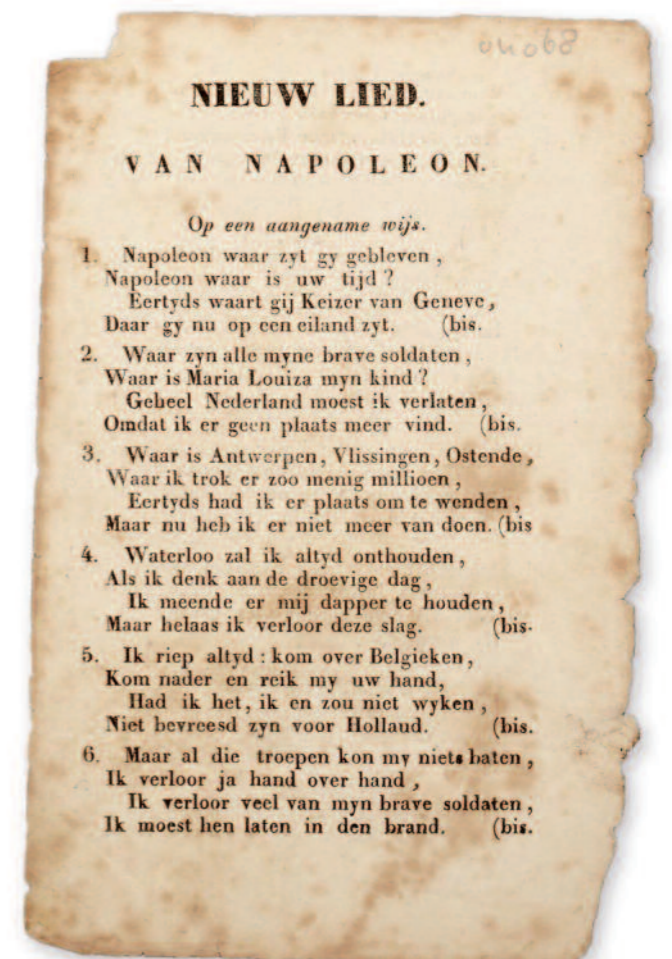 NIEUW LIED.
VAN NAPOLEON.
Op een aangename wijs.
1. Napoleon waar zyt gy gebleven ,
Napoleon waar is uw tijd ?
Eertyds waart gij Keizer van Geneve,
Daar gy nu op een eiland zyt. (bis.
2. Waar zyn alle myne brave soldaten ,
Waar is Maria Louiza myn kind ?
Geheel Nederland moest ik verlaten ,
Omdat ik er geen plaats meer vind. (bis.
3. Waar is Antwerpen, Vlissingen, Ostende,
Waar ik trok er zoo menig millioen ,
Eertyds had ik er plaats om te wenden ,
Maar nu heb ik er niet meer van doen. (bis
4. Waterloo zal ik altyd onthouden ,
Als ik denk aan de droevige dag ,
Ik meende er mij dapper te houden ,
Maar helaas ik verloor deze slag. (bis.
5. Ik riep altyd : kom over Belgieken ,
Kom nader en reik my uw hand,
Had ik het, ik en zou niet wyken ,
Niet bevreesd zyn voor Hollaud. (bis.
6. Maar al die troepen kon my niets baten ,
Ik verloor ja hand over hand ,
Ik verloor veel van myn brave soldaten ,
Ik moest hen laten in den brand. (bis.